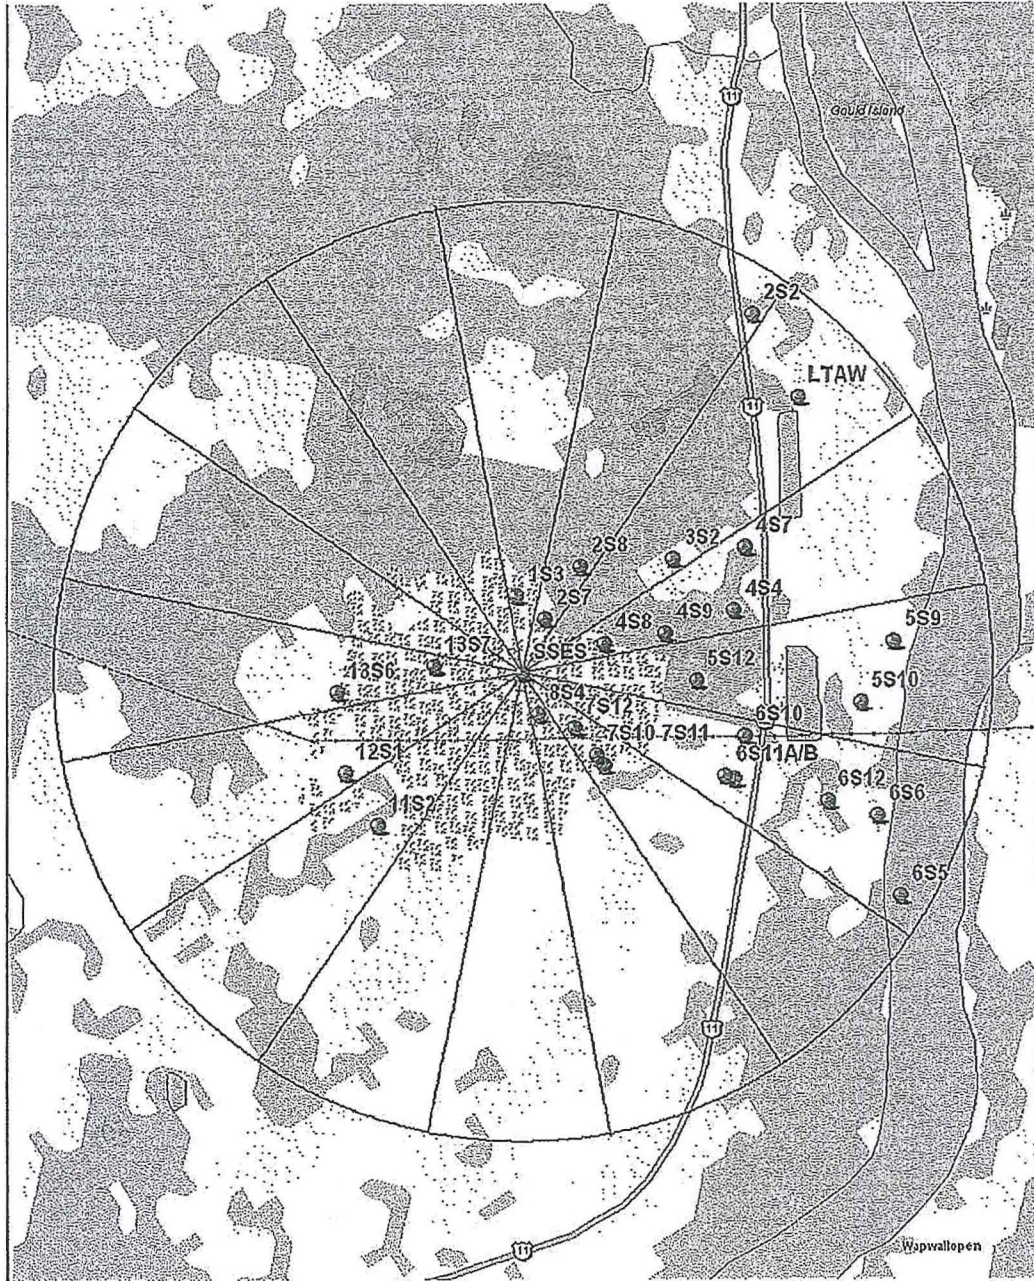 11
Gould Island
2S2
LTAW
11
4S7
3S2
2S8
1S3
2S7
4S4
4S9
4S8
5S9
SSES
13S7
5S12
13S6
5S10
8S4
7S12
6S10
7S10 7S11
12S1
6S11A/B
6S12
6S6
11S2
6S5
11
Wapwallopen
11